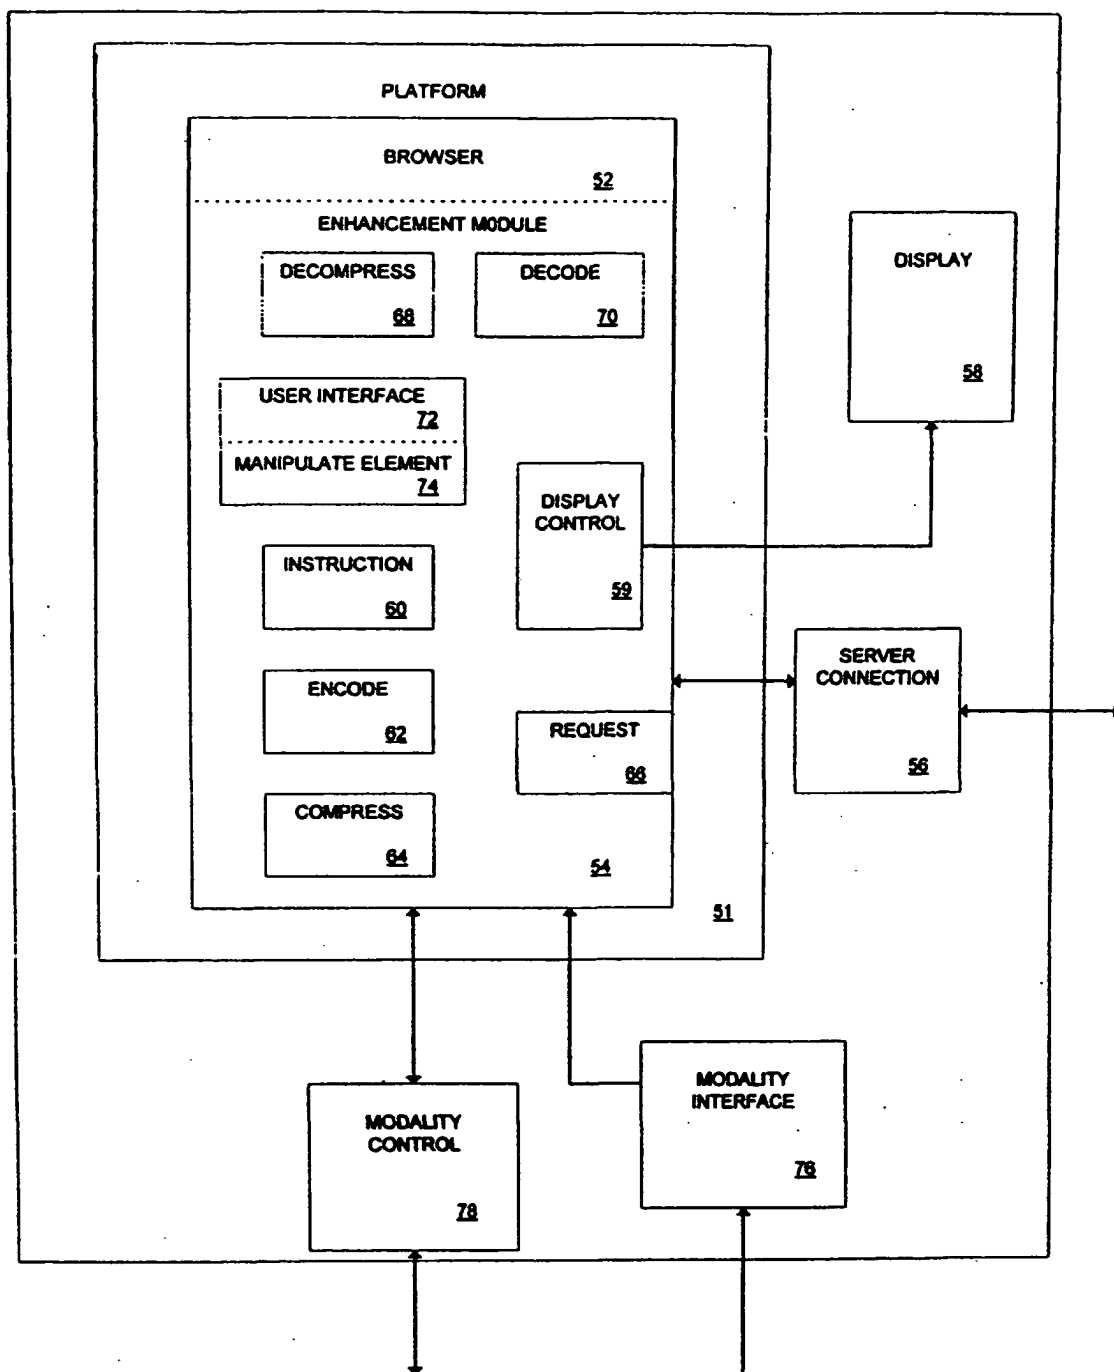 PLATFORM
BROWSER
52
ENHANCEMENT MODULE
DECOMPRESS
68
DECODE
70
DISPLAY
58
USER INTERFACE
72
MANIPULATE ELEMENT
74
DISPLAY
CONTROL
59
INSTRUCTION
60
SERVER
CONNECTION
56
ENCODE
62
REQUEST
66
COMPRESS
64
54
51
MODALITY
INTERFACE
76
MODALITY
CONTROL
78